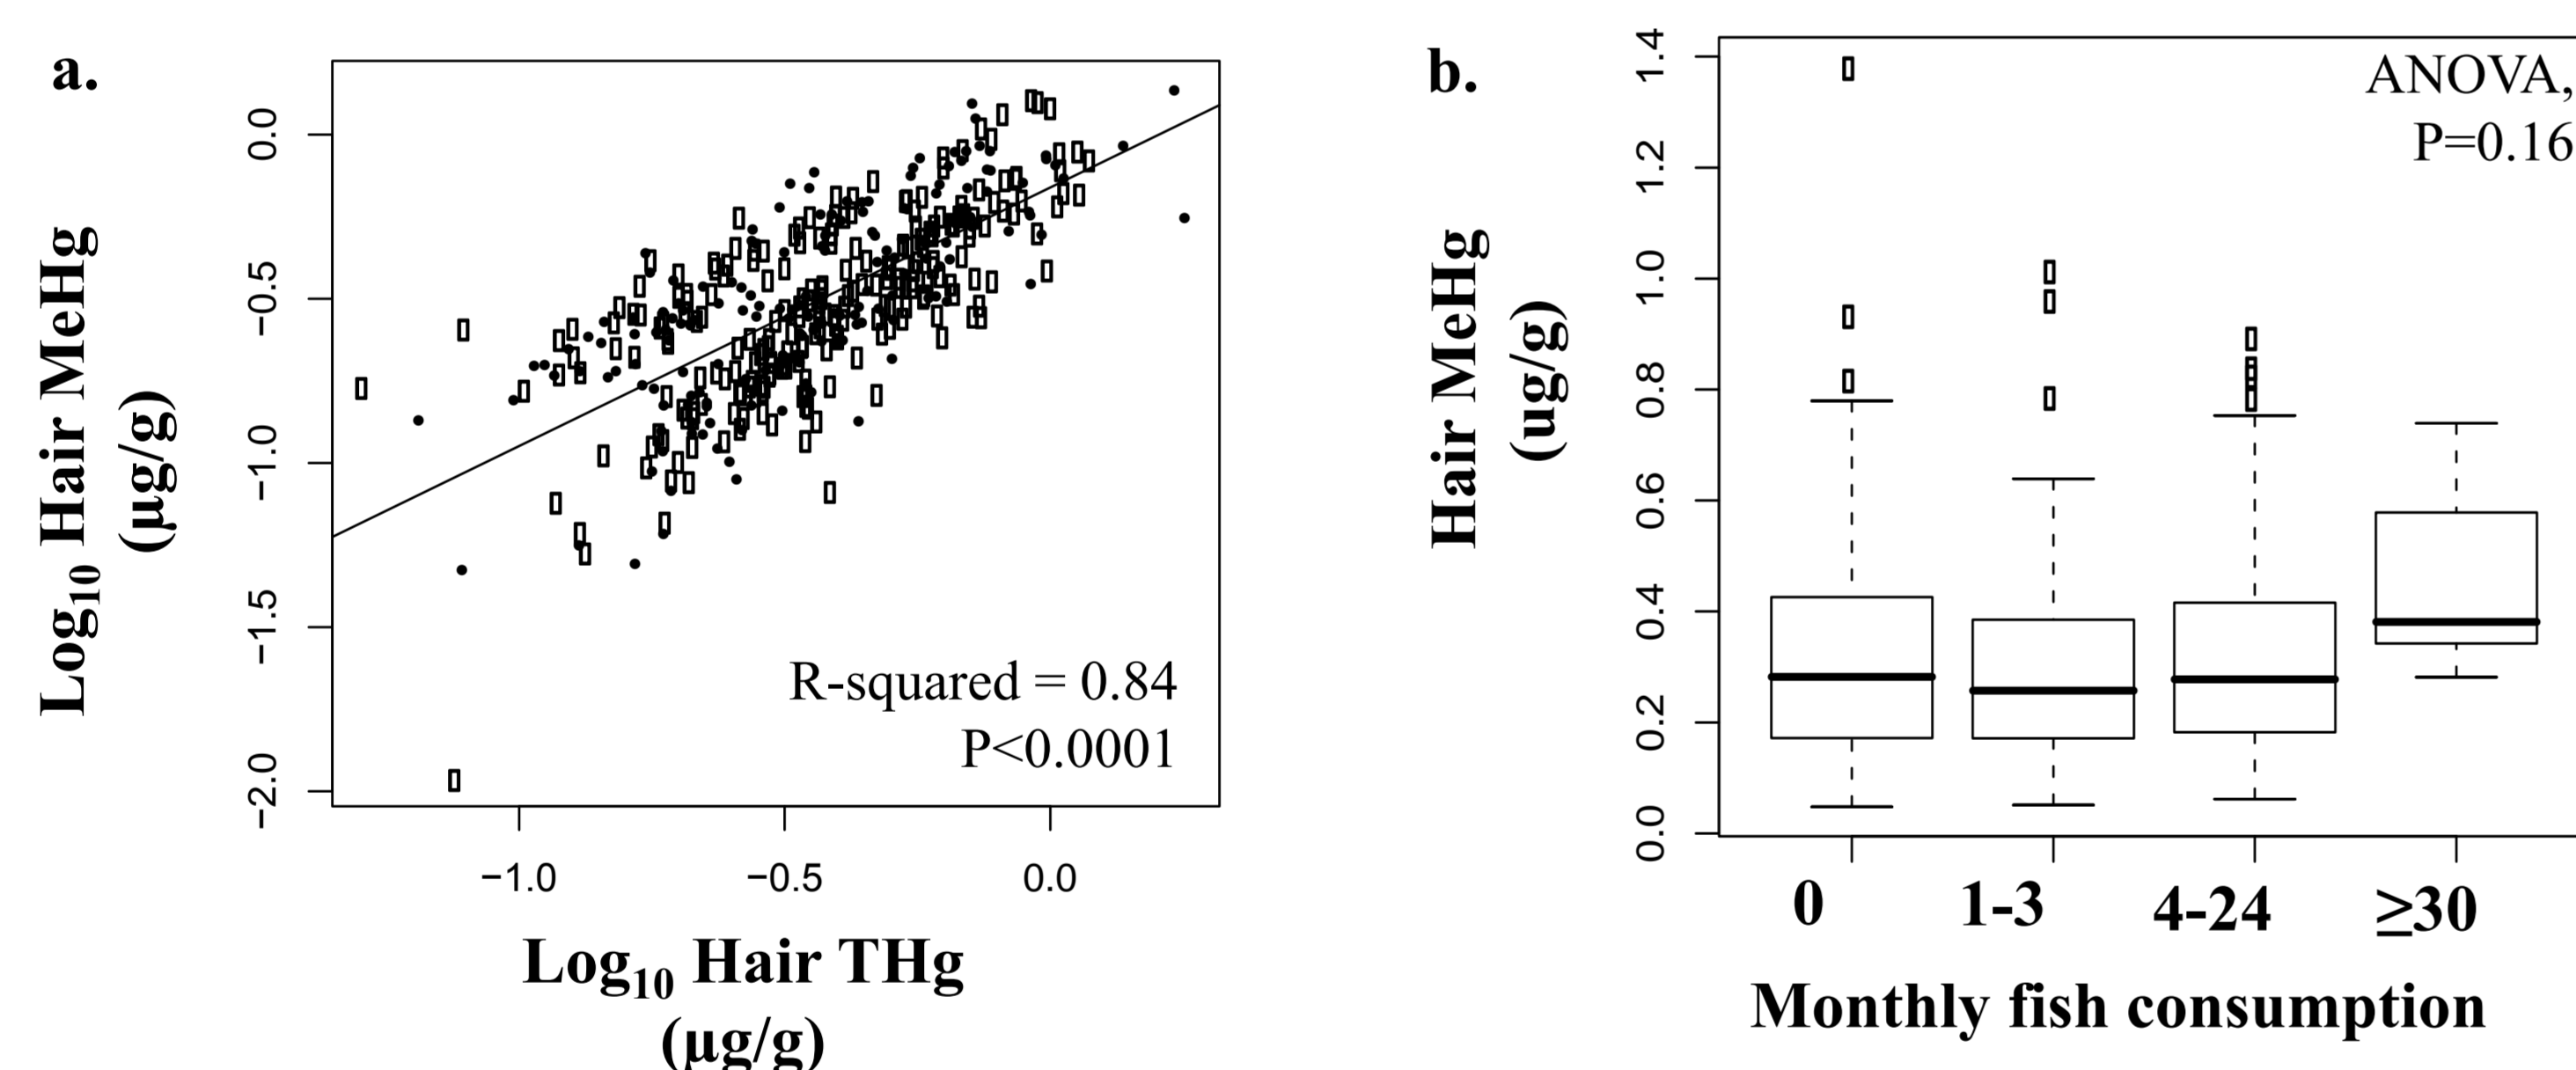 a.
Log10 Hair MeHg
(µg/g)
0.0
−0.5
−1.0
−1.5
−2.0
R-squared = 0.84
P<0.0001
−1.0
−0.5
0.0
Log10 Hair THg
(µg/g)
b.
Hair MeHg
(ug/g)
1.4
1.2
1.0
0.8
0.6
0.4
0.2
0.0
ANOVA,
P=0.16
0
1-3
4-24
≥30
Monthly fish consumption